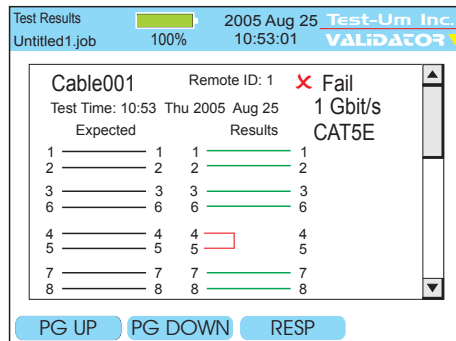 Test Results 2005 Aug 25 Test-Um Inc.
Untitled1.job 100% 10:53:01 VALiDATOR
Cable001 Remote ID: 1 ✗ Fail
Test Time: 10:53 Thu 2005 Aug 25 1 Gbit/s
Expected Results CAT5E
1 1 1 1
2 2 2 2
3 3 3 3
6 6 6 6
4 4 4 4
5 5 5 5
7 7 7 7
8 8 8 8
PG UP PG DOWN RESP